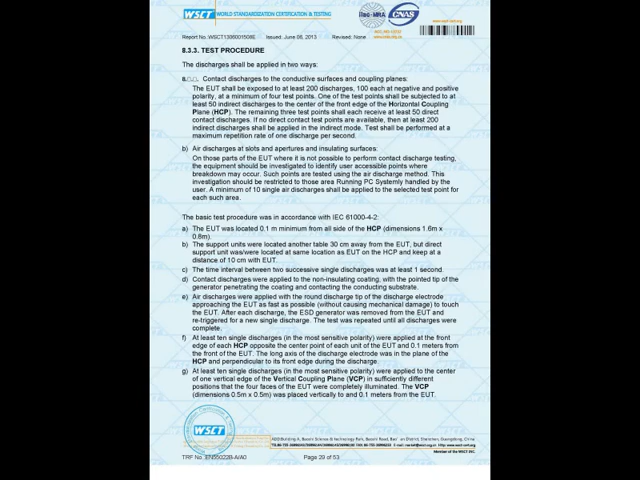 WSCT WORLD STANDARDIZATION CERTIFICATION & TESTING
ilac-MRA
CNAS
Issued: June 08, 2013
Revised: None
8.3.3. TEST PROCEDURE
The discharges shall be applied in two ways:
Contact discharges to the conductive surfaces and coupling planes:
The EUT shall be exposed to at least 200 discharges, 100 each at negative and positive
polarity, at a minimum of four test points. One of the test points shall be subjected to at
least 50 indirect discharges to the center of the front edge of the Horizontal Coupling
Plane (HCP). The remaining three test points shall each receive at least 50 direct
contact discharges. If no direct contact test points are available, then at least 200
indirect discharges shall be applied in the indirect mode. Test shall be performed at a
maximum repetition rate of one discharge per second.
b) Air discharges at slots and apertures and insulating surfaces:
On those parts of the EUT where it is not possible to perform contact discharge testing,
the equipment should be investigated to identify user accessible points where
breakdown may occur. Such points are tested using the air discharge method. This
investigation should be restricted to those area Running PC Systemly handled by the
user. A minimum of 10 single air discharges shall be applied to the selected test point for
each such area.
The basic test procedure was in accordance with IEC 61000-4-2:
a) The EUT was located 0.1 m minimum from all side of the HCP (dimensions 1.6m x
0.8m).
b) The support units were located another table 30 cm away from the EUT, but direct
support unit was/were located at same location as EUT on the HCP and keep at a
distance of 10 cm with EUT.
c) The time interval between two successive single discharges was at least 1 second.
d) Contact discharges were applied to the non-insulating coating, with the pointed tip of the
generator penetrating the coating and contacting the conducting substrate.
e) Air discharges were applied with the round discharge tip of the discharge electrode
approaching the EUT as fast as possible (without causing mechanical damage) to touch
the EUT. After each discharge, the ESD generator was removed from the EUT and
re-triggered for a new single discharge. The test was repeated until all discharges were
complete.
f) At least ten single discharges (in the most sensitive polarity) were applied at the front
edge of each HCP opposite the center point of each unit of the EUT and 0.1 meters from
the front of the EUT. The long axis of the discharge electrode was in the plane of the
HCP and perpendicular to its front edge during the discharge.
g) At least ten single discharges (in the most sensitive polarity) were applied to the center
of one vertical edge of the Vertical Coupling Plane (VCP) in sufficiently different
positions that the four faces of the EUT were completely illuminated. The VCP
(dimensions 0.5m x 0.5m) was placed vertically to and 0.1 meters from the EUT.
WSCT
Member of the WSCT INC.
Page 29 of 53